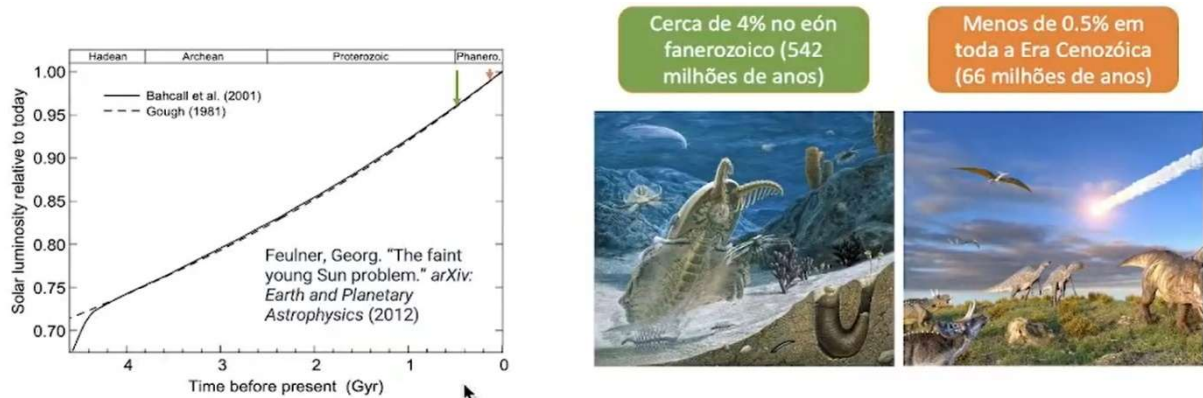 Hadean Archean Proterozoic Phanero.
1.00
0.95
0.90
0.85
0.80
0.75
0.70
Solar luminosity relative to today
Bahcall et al. (2001)
Gough (1981)
Feulner, Georg. “The faint
young Sun problem.” arXiv:
Earth and Planetary
Astrophysics (2012)
4 3 2 1 0
Time before present (Gyr)
Cerca de 4% no eón
fanerozoico (542
milhões de anos)
Menos de 0.5% em
toda a Era Cenozóica
(66 milhões de anos)